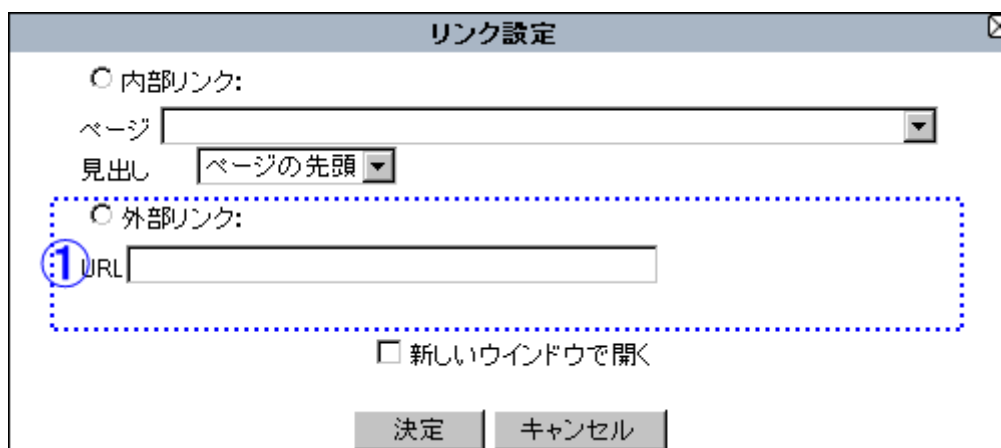 リンク設定
内部リンク:
ページ
見出し ページの先頭
外部リンク:
① URL
新しいウインドウで開く
決定 キャンセル